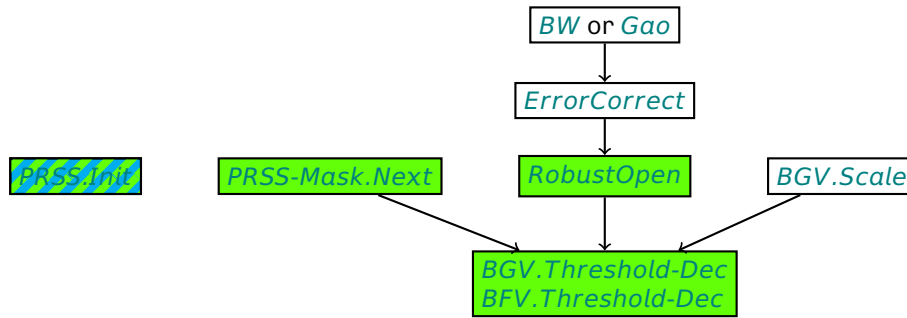 BW or Gao
ErrorCorrect
PRSS.Init
PRSS-Mask.Next
RobustOpen
BGV.Scale
BGV.Threshold-Dec
BFV.Threshold-Dec